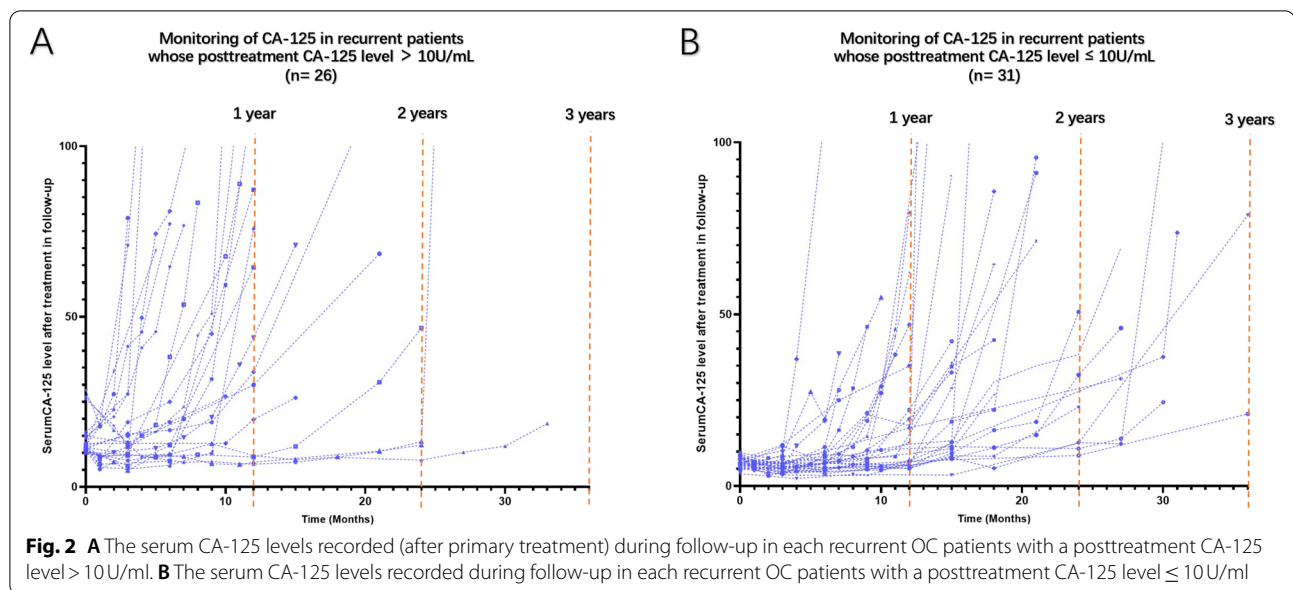 A
Monitoring of CA-125 in recurrent patients
whose posttreatment CA-125 level > 10U/mL
(n= 26)
1 year
2 years
3 years
100
50
0
SerumCA-125 level after treatment in follow-up
0
10
20
30
Time (Months)
B
Monitoring of CA-125 in recurrent patients
whose posttreatment CA-125 level ≤ 10U/mL
(n= 31)
1 year
2 years
3 years
100
50
0
SerumCA-125 level after treatment in follow-up
0
10
20
30
Time (Months)
Fig. 2 A The serum CA-125 levels recorded (after primary treatment) during follow-up in each recurrent OC patients with a posttreatment CA-125
level > 10 U/ml. B The serum CA-125 levels recorded during follow-up in each recurrent OC patients with a posttreatment CA-125 level ≤ 10 U/ml